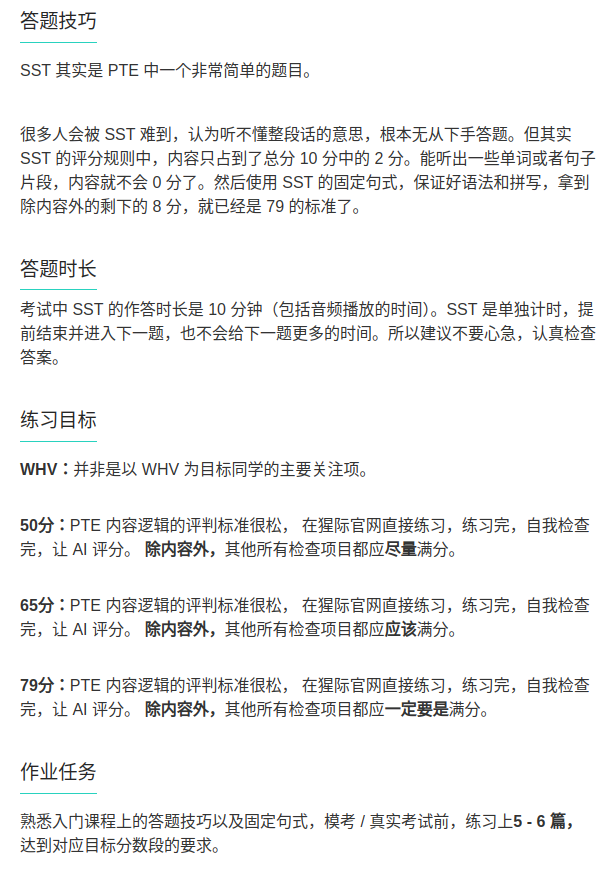 答题技巧
SST 其实是 PTE 中一个非常简单的题目。
很多人会被 SST 难到，认为听不懂整段话的意思，根本无从下手答题。但其实
SST 的评分规则中，内容只占到了总分 10 分中的 2 分。能听出一些单词或者句子
片段，内容就不会 0 分了。然后使用 SST 的固定句式，保证好语法和拼写，拿到
除内容外的剩下的 8 分，就已经是 79 的标准了。
答题时长
考试中 SST 的作答时长是 10 分钟（包括音频播放的时间）。SST 是单独计时，提
前结束并进入下一题，也不会给下一题更多的时间。所以建议不要心急，认真检查
答案。
练习目标
WHV：并非是以 WHV 为目标同学的主要关注项。
50分：PTE 内容逻辑的评判标准很松， 在猩际官网直接练习，练习完，自我检查
完，让 AI 评分。 除内容外，其他所有检查项目都应尽量满分。
65分：PTE 内容逻辑的评判标准很松， 在猩际官网直接练习，练习完，自我检查
完，让 AI 评分。 除内容外，其他所有检查项目都应应该满分。
79分：PTE 内容逻辑的评判标准很松， 在猩际官网直接练习，练习完，自我检查
完，让 AI 评分。 除内容外，其他所有检查项目都应一定要是满分。
作业任务
熟悉入门课程上的答题技巧以及固定句式，模考 / 真实考试前，练习上5 - 6 篇，
达到对应目标分数段的要求。